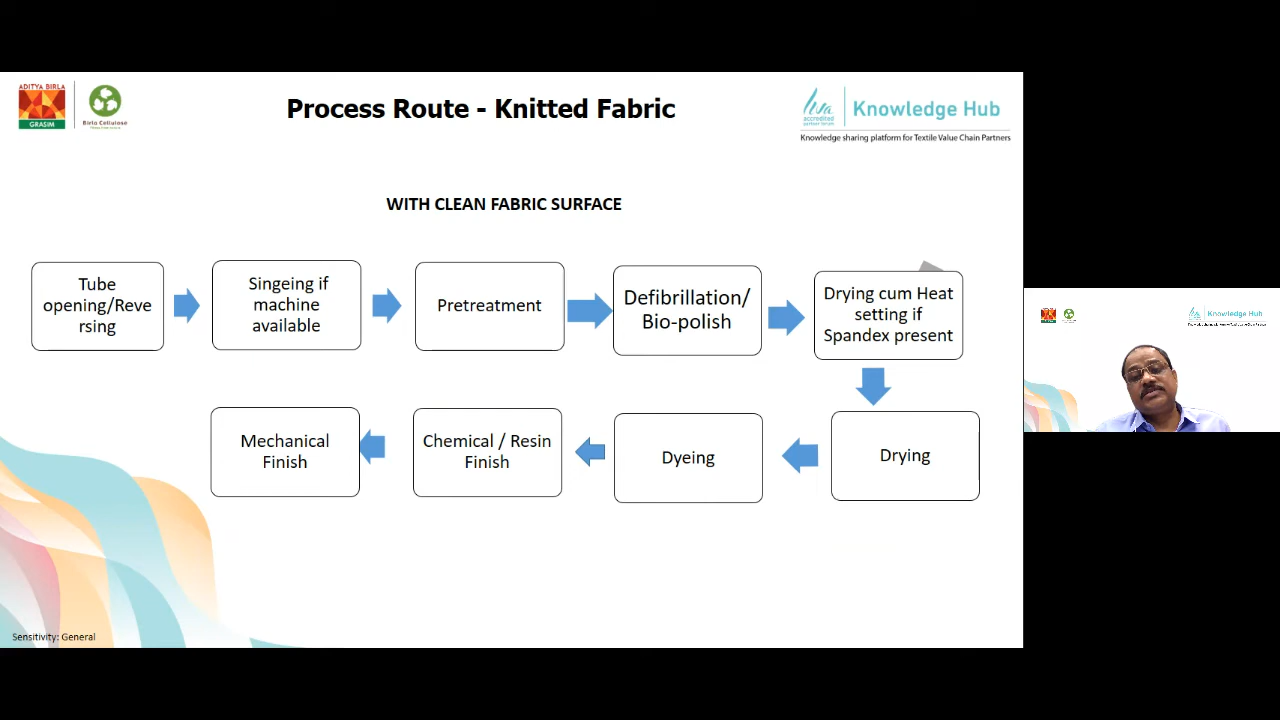 ADITYA BIRLA
GRASIM
Birla Cellulose
Process Route - Knitted Fabric
Liva
accredited
Knowledge Hub
Knowledge sharing platform for Textile Value Chain Partners
WITH CLEAN FABRIC SURFACE
Tube
opening/Reve
rsing
Singeing if
machine
available
Pretreatment
Defibrillation/
Bio-polish
Drying cum Heat
setting if
Spandex present
Mechanical
Finish
Chemical / Resin
Finish
Dyeing
Drying
Sensitivity: General
Knowledge Hub